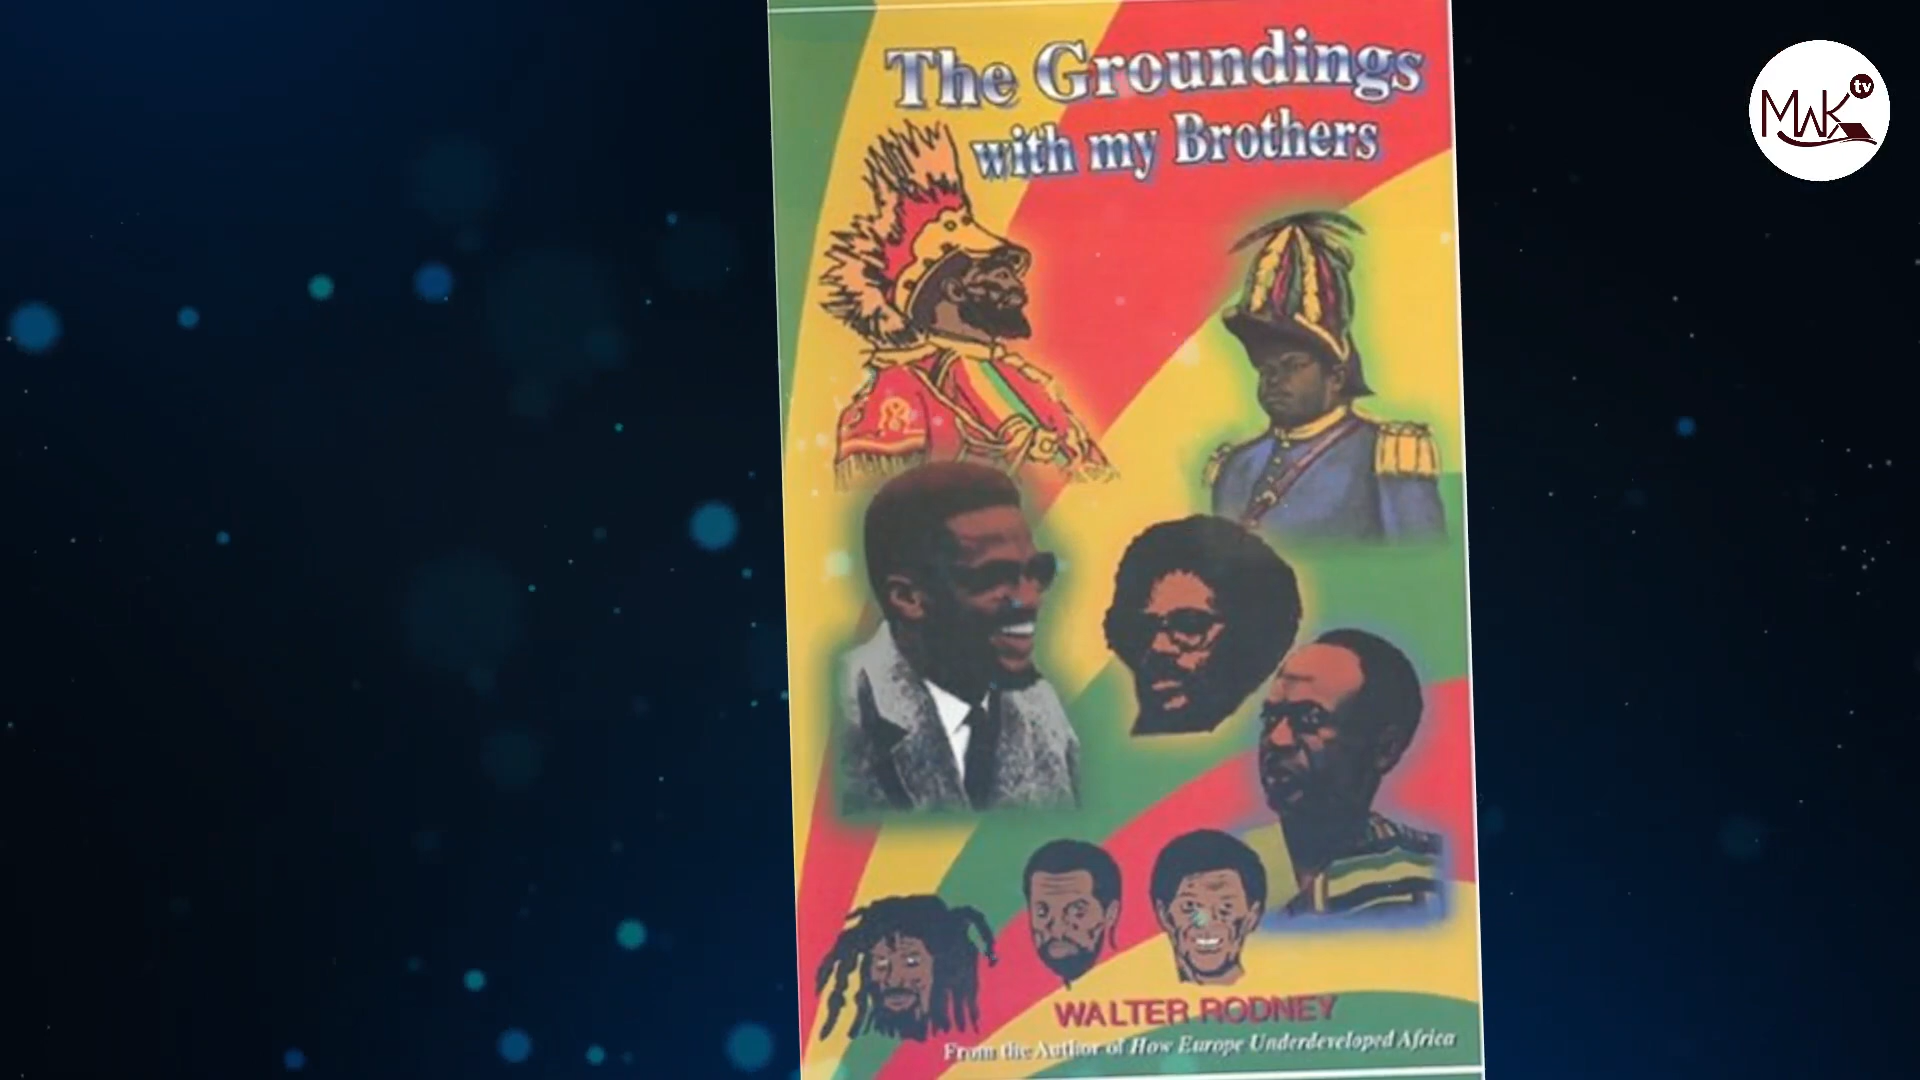 The Groundings
with my Brothers
MWK tv
WALTER RODNEY
From the Author of How Europe Underdeveloped Africa